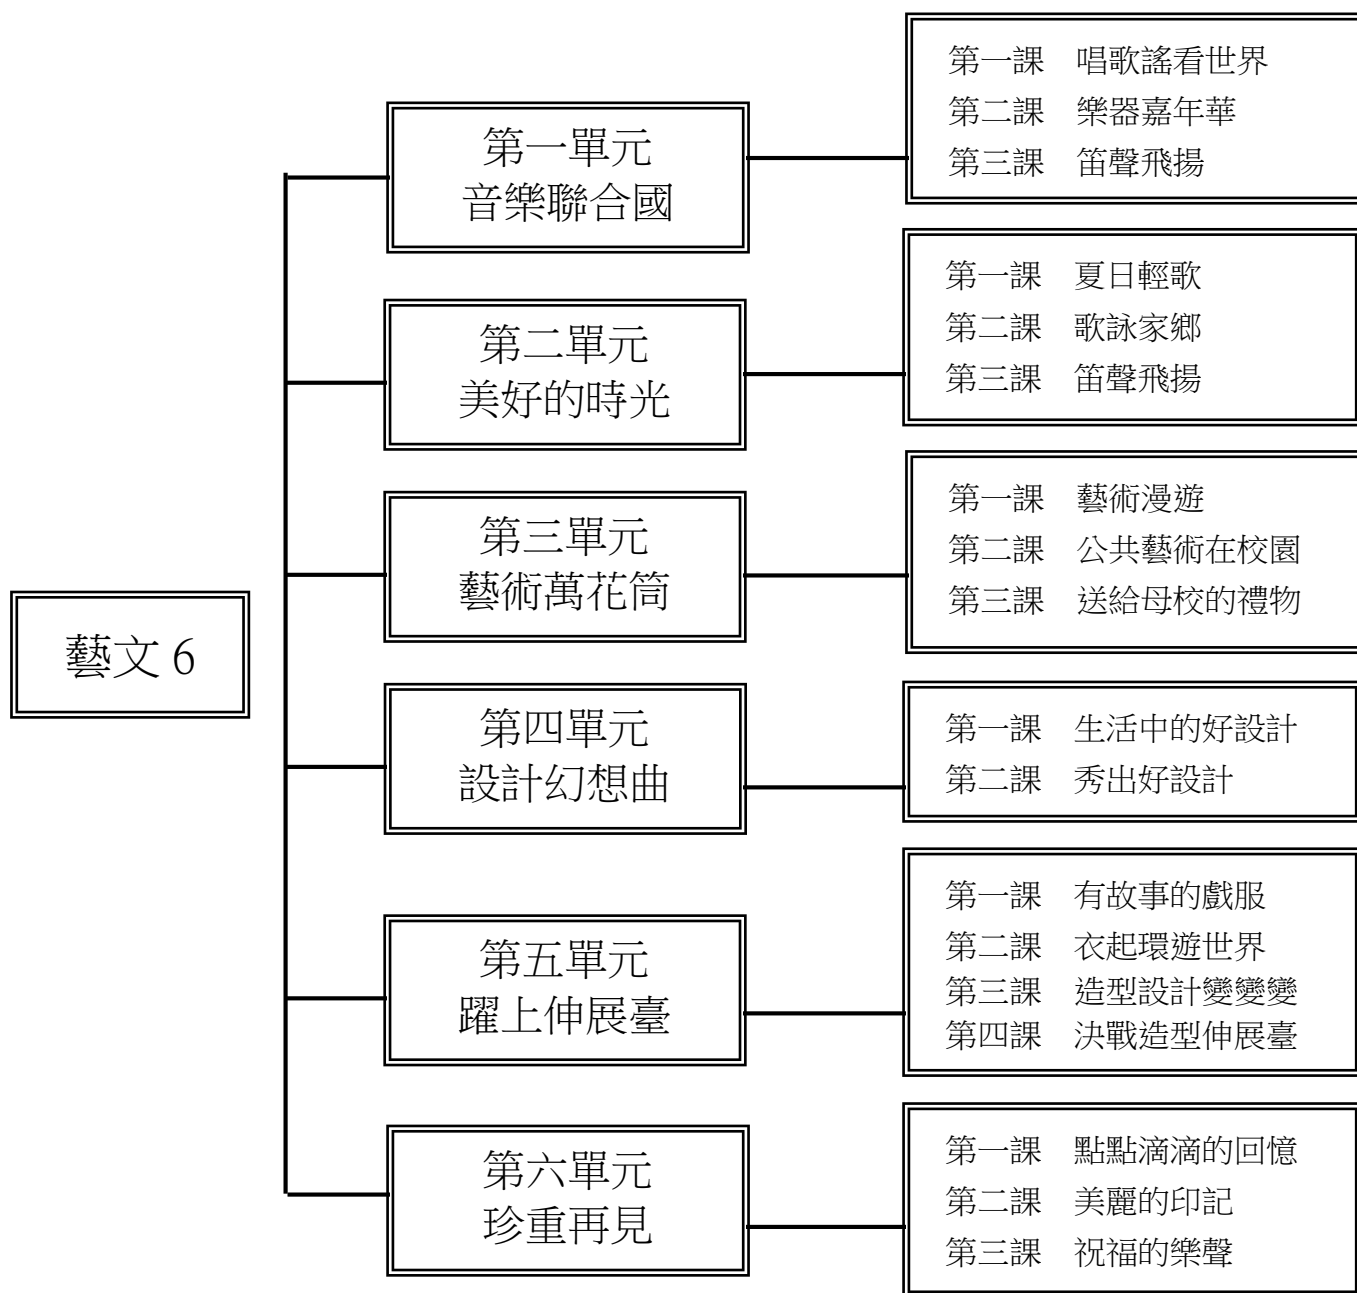 藝文 6
第一單元
音樂聯合國
第一課　唱歌謠看世界
第二課　樂器嘉年華
第三課　笛聲飛揚
第二單元
美好的時光
第一課　夏日輕歌
第二課　歌詠家鄉
第三課　笛聲飛揚
第三單元
藝術萬花筒
第一課　藝術漫遊
第二課　公共藝術在校園
第三課　送給母校的禮物
第四單元
設計幻想曲
第一課　生活中的好設計
第二課　秀出好設計
第五單元
躍上伸展臺
第一課　有故事的戲服
第二課　衣起環遊世界
第三課　造型設計變變變
第四課　決戰造型伸展臺
第六單元
珍重再見
第一課　點點滴滴的回憶
第二課　美麗的印記
第三課　祝福的樂聲